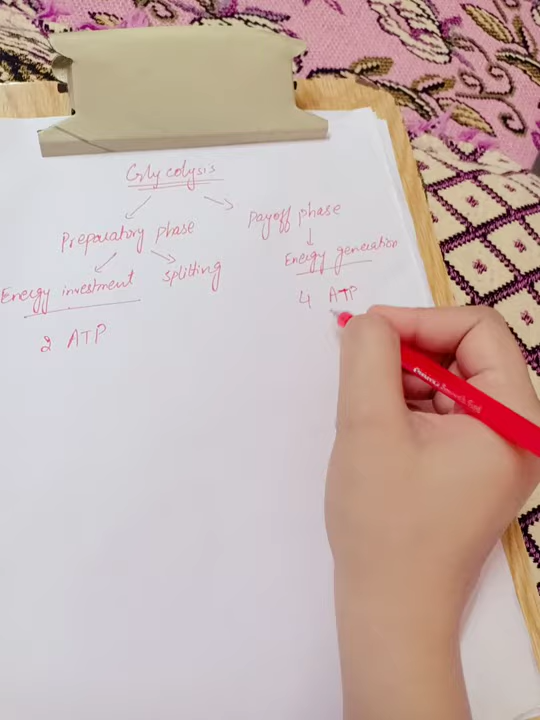 Glycolysis
Preparatory phase
Payoff phase
Energy investment
splitting
Energy generation
2 ATP
4 ATP